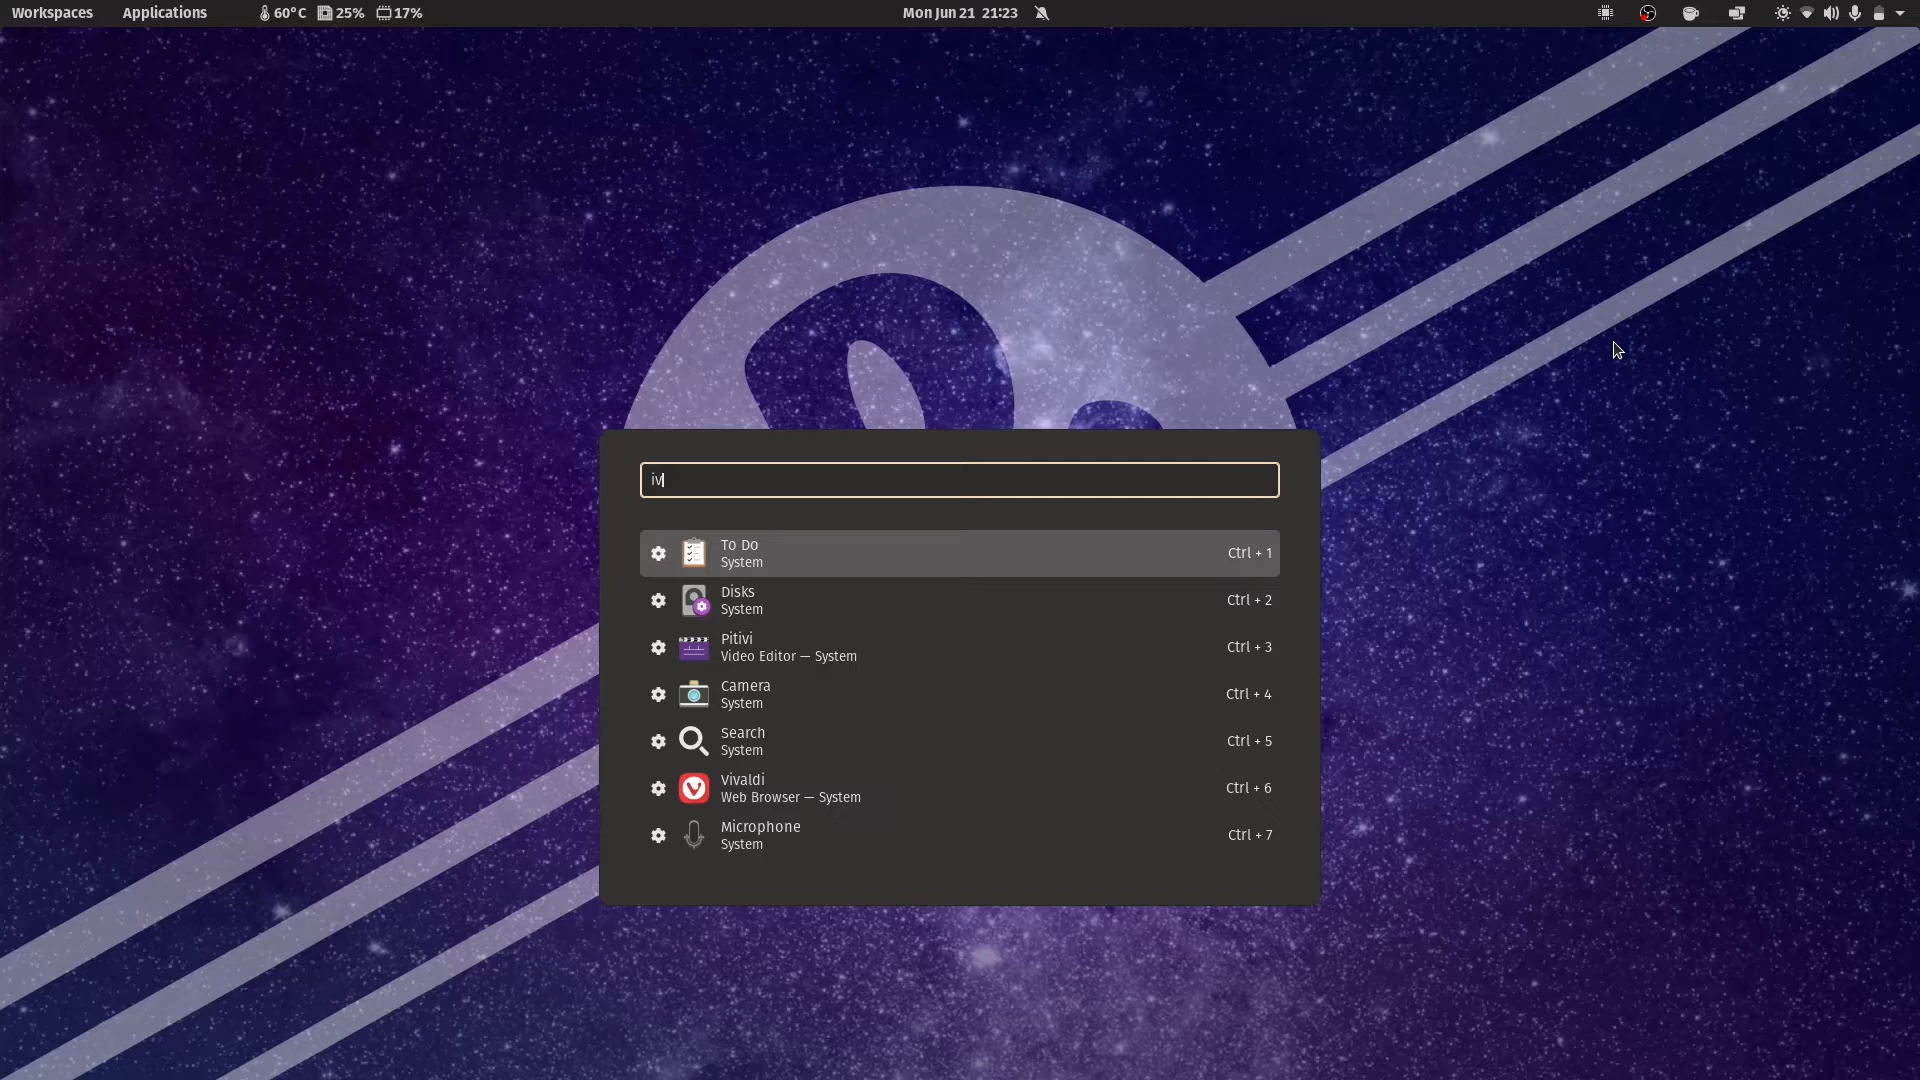 Workspaces Applications 60°C 25% 17% Mon Jun 21 21:23
iv
To Do
System
Ctrl + 1
Disks
System
Ctrl + 2
Pitivi
Video Editor — System
Ctrl + 3
Camera
System
Ctrl + 4
Search
System
Ctrl + 5
Vivaldi
Web Browser — System
Ctrl + 6
Microphone
System
Ctrl + 7